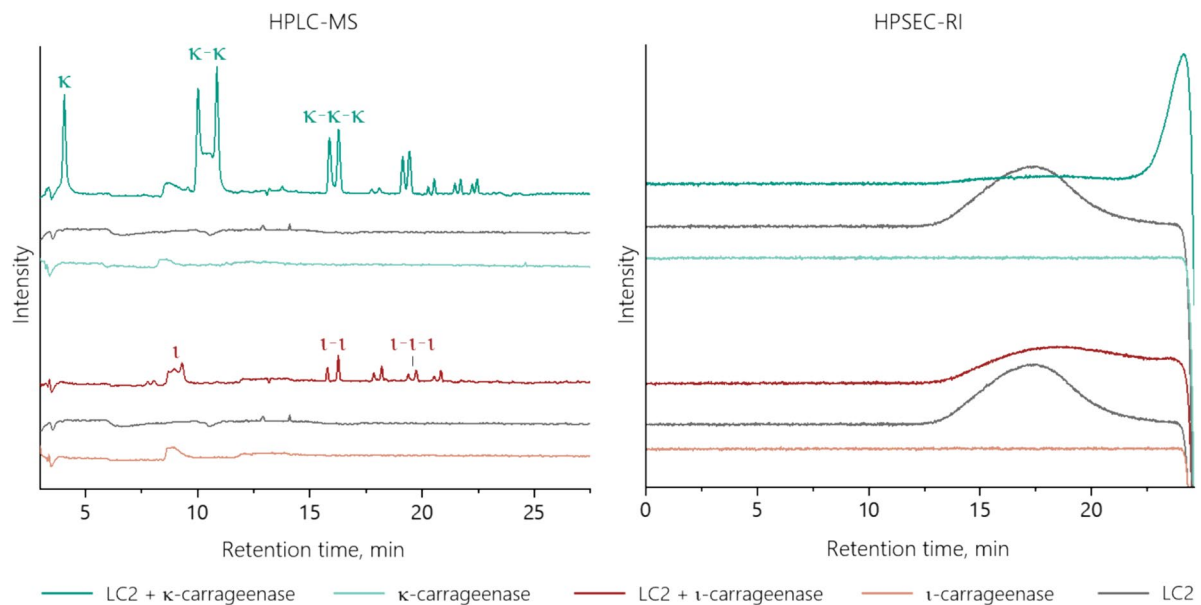 HPLC-MS
HPSEC-RI
κ
κ-κ
κ-κ-κ
ι
ι-ι
ι-ι-ι
Intensity
Intensity
5 10 15 20 25
0 5 10 15 20
Retention time, min
Retention time, min
LC2 + κ-carrageenase
κ-carrageenase
LC2 + ι-carrageenase
ι-carrageenase
LC2